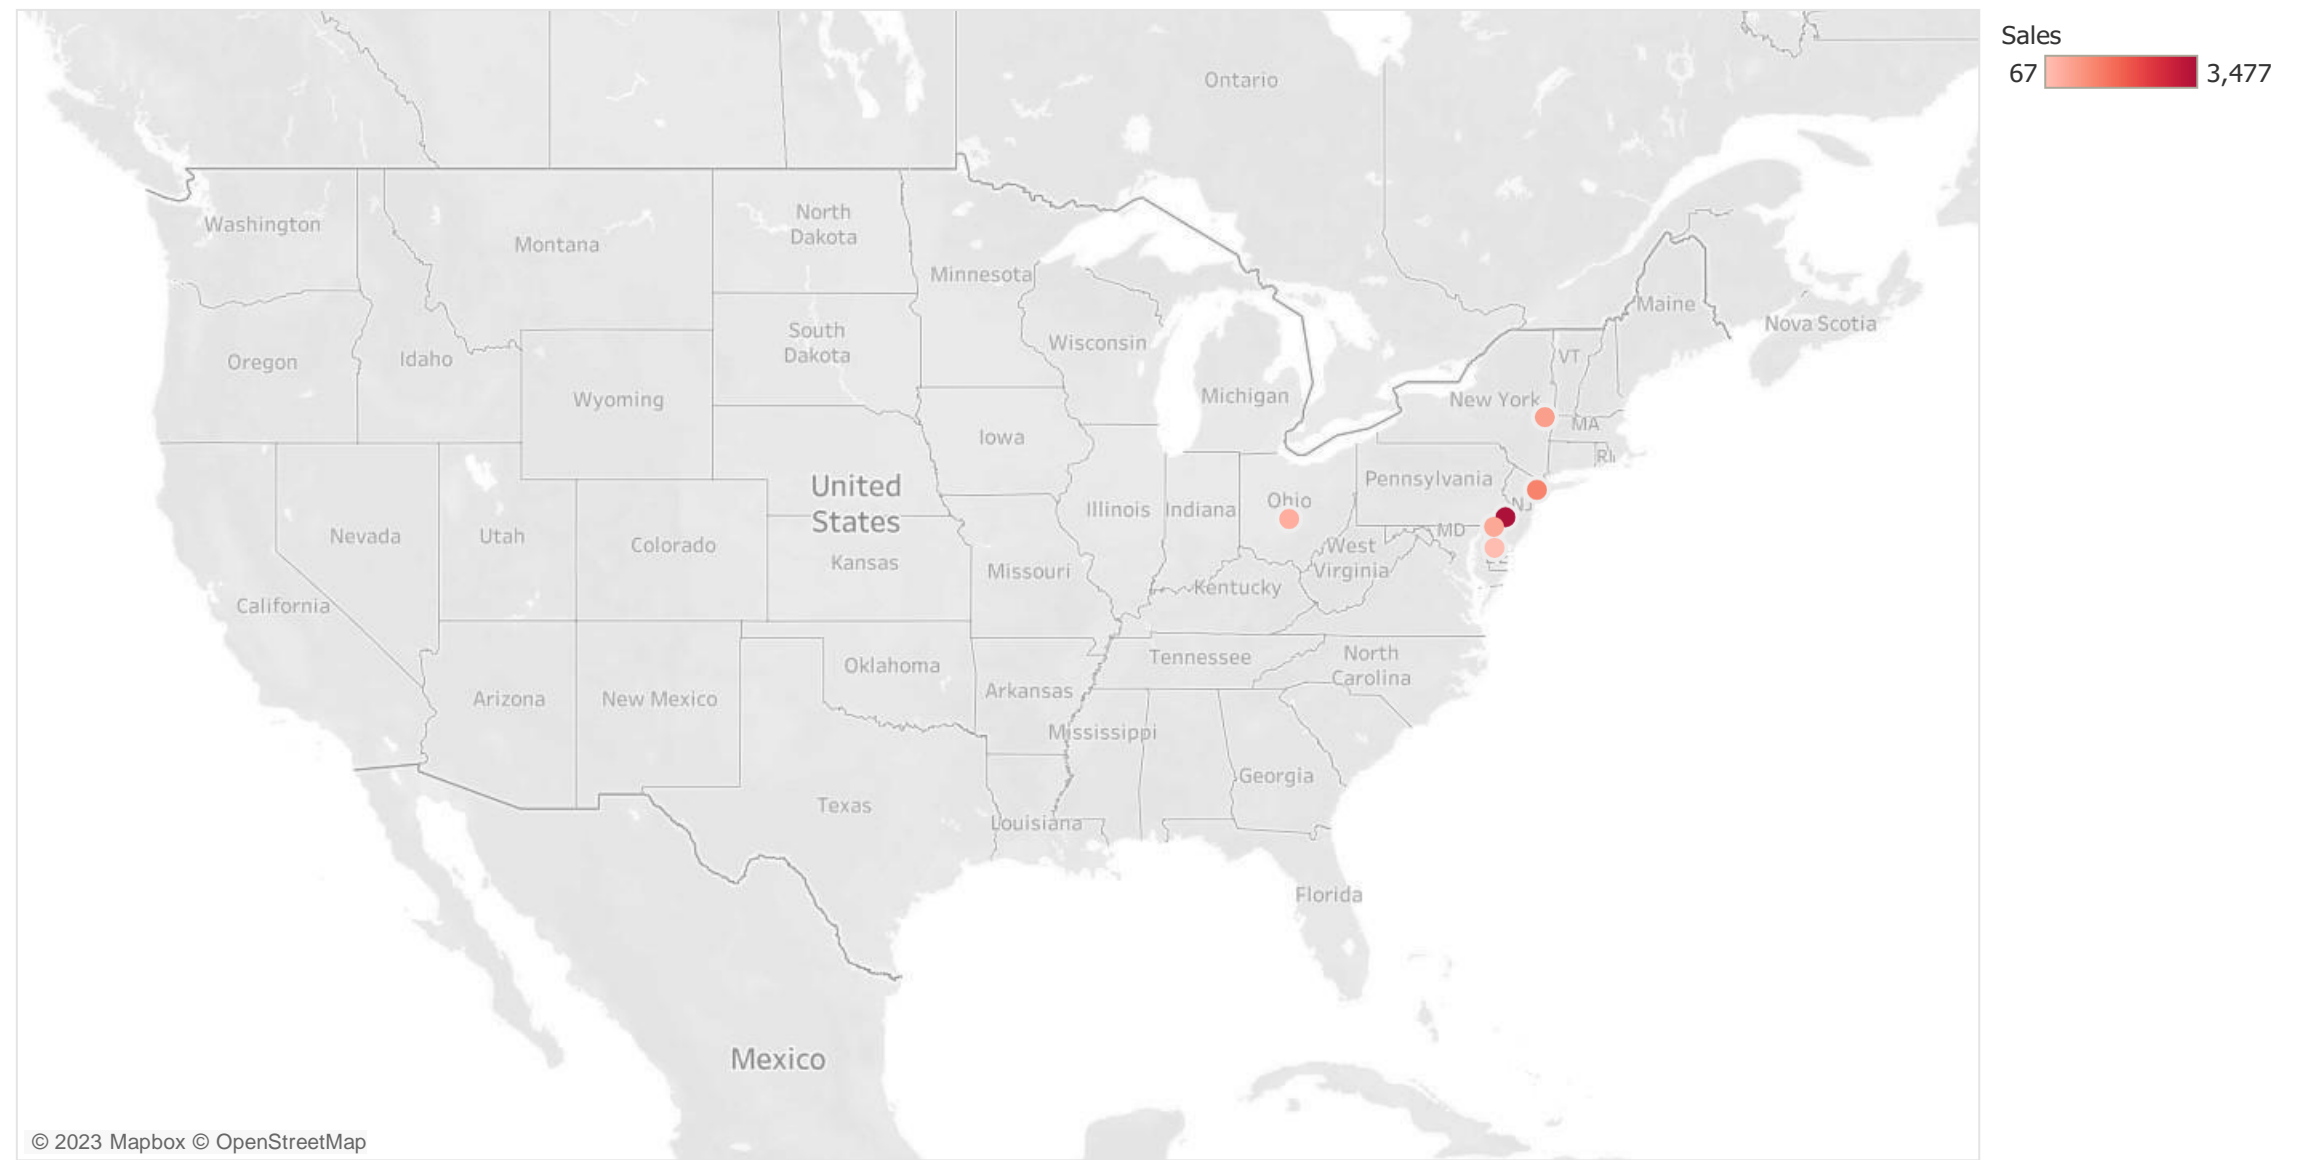 Sales
67 3,477
Ontario
Washington
Montana
North
Dakota
Minnesota
Maine
Nova Scotia
South
Dakota
Wisconsin
VT
Oregon
Idaho
Wyoming
Michigan
New York
MA
Iowa
RI
United
States
Pennsylvania
Ohio
NJ
Illinois
Indiana
MD
Nevada
Utah
Colorado
Kansas
West
Virginia
Missouri
Kentucky
California
Oklahoma
Tennessee
North
Carolina
Arizona
New Mexico
Arkansas
Mississippi
Georgia
Texas
Louisiana
Florida
Mexico
© 2023 Mapbox © OpenStreetMap